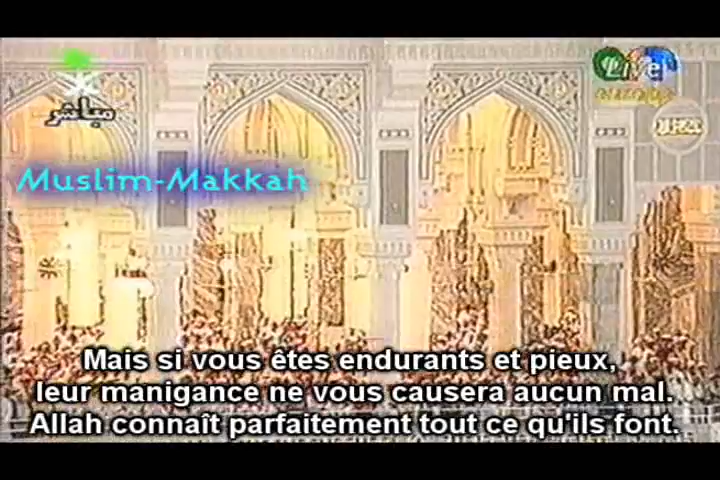 Live
مباشر
Muslim-Makkah
Mais si vous êtes endurants et pieux,
leur manigance ne vous causera aucun mal.
Allah connaît parfaitement tout ce qu'ils font.